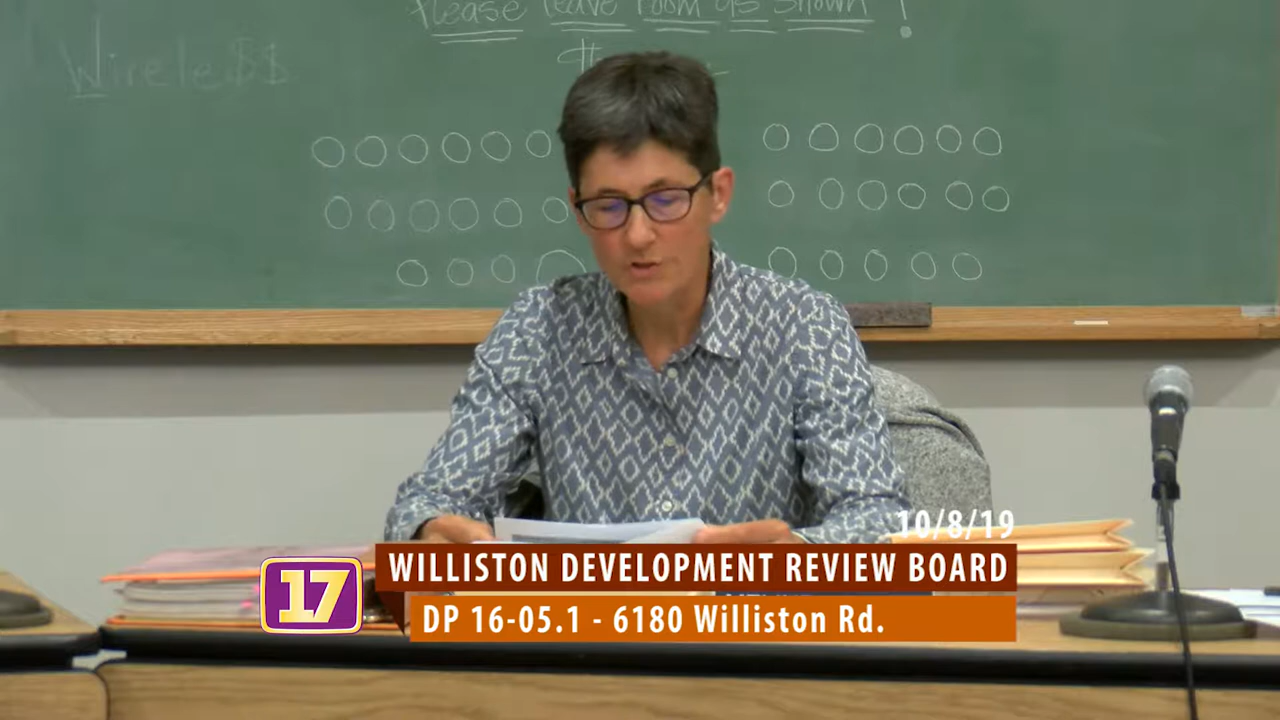 Please leave room as shown !
Wirele$$
10/8/19
17
WILLISTON DEVELOPMENT REVIEW BOARD
DP 16-05.1 - 6180 Williston Rd.